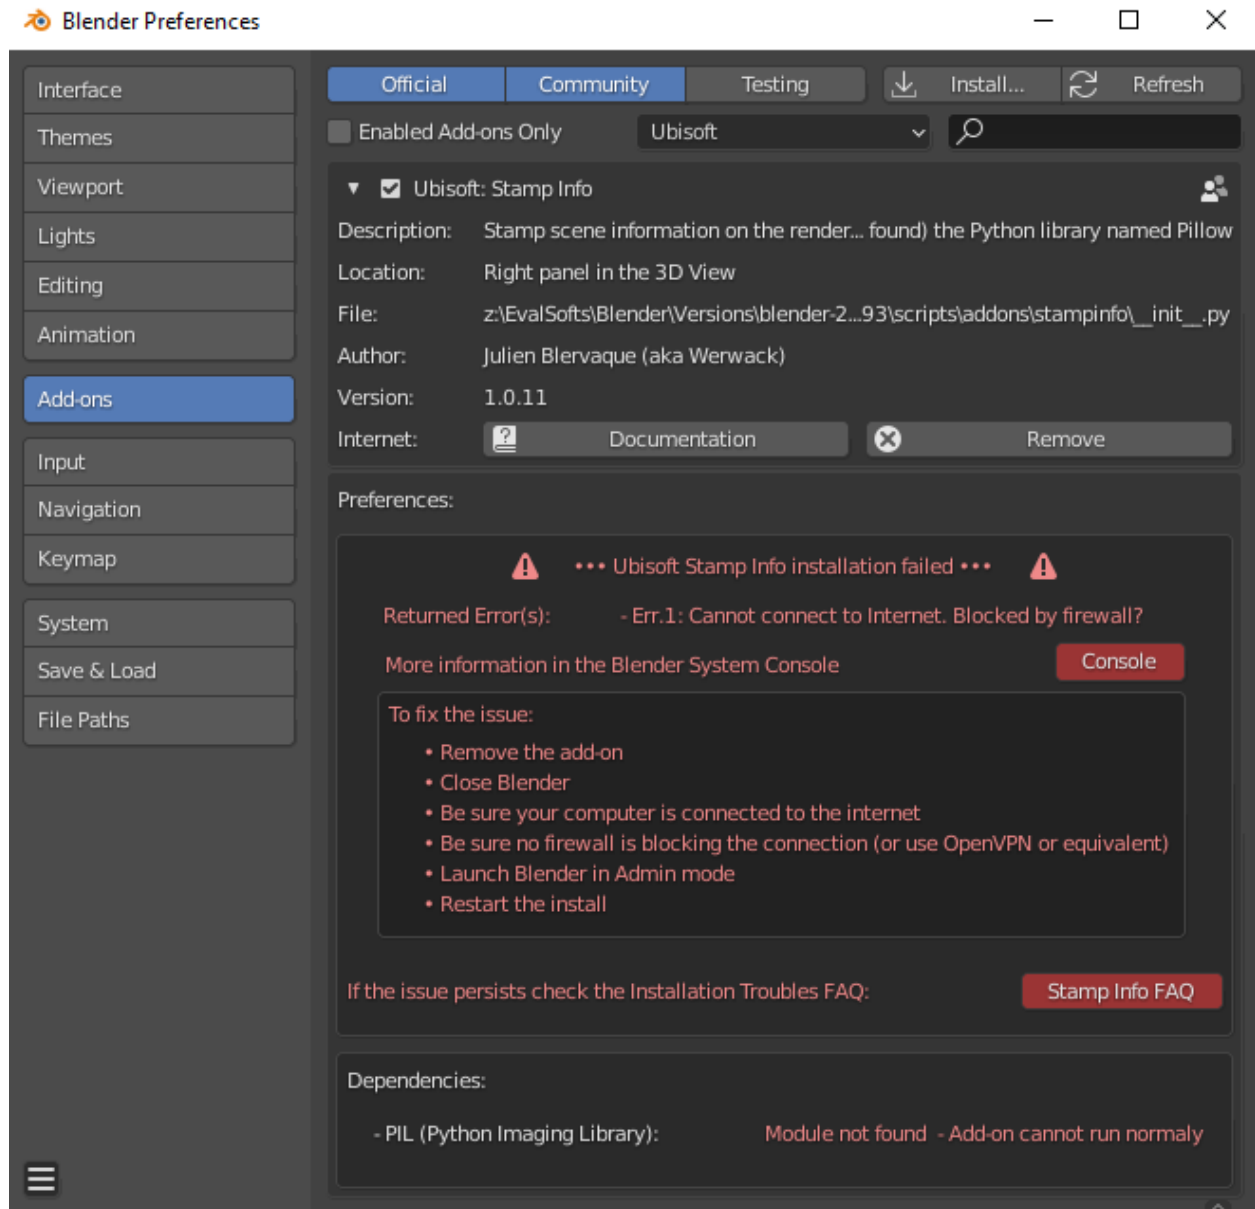 Blender Preferences
Interface
Themes
Viewport
Lights
Editing
Animation
Add-ons
Input
Navigation
Keymap
System
Save & Load
File Paths
Official Community Testing Install... Refresh
Enabled Add-ons Only Ubisoft
Ubisoft: Stamp Info
Description: Stamp scene information on the render... found) the Python library named Pillow
Location: Right panel in the 3D View
File: z:\EvalSofts\Blender\Versions\blender-2...93\scripts\addons\stampinfo\__init__.py
Author: Julien Blervaque (aka Werwack)
Version: 1.0.11
Internet: Documentation Remove
Preferences:
••• Ubisoft Stamp Info installation failed •••
Returned Error(s): - Err.1: Cannot connect to Internet. Blocked by firewall?
More information in the Blender System Console Console
To fix the issue:
• Remove the add-on
• Close Blender
• Be sure your computer is connected to the internet
• Be sure no firewall is blocking the connection (or use OpenVPN or equivalent)
• Launch Blender in Admin mode
• Restart the install
If the issue persists check the Installation Troubles FAQ: Stamp Info FAQ
Dependencies:
- PIL (Python Imaging Library): Module not found - Add-on cannot run normaly